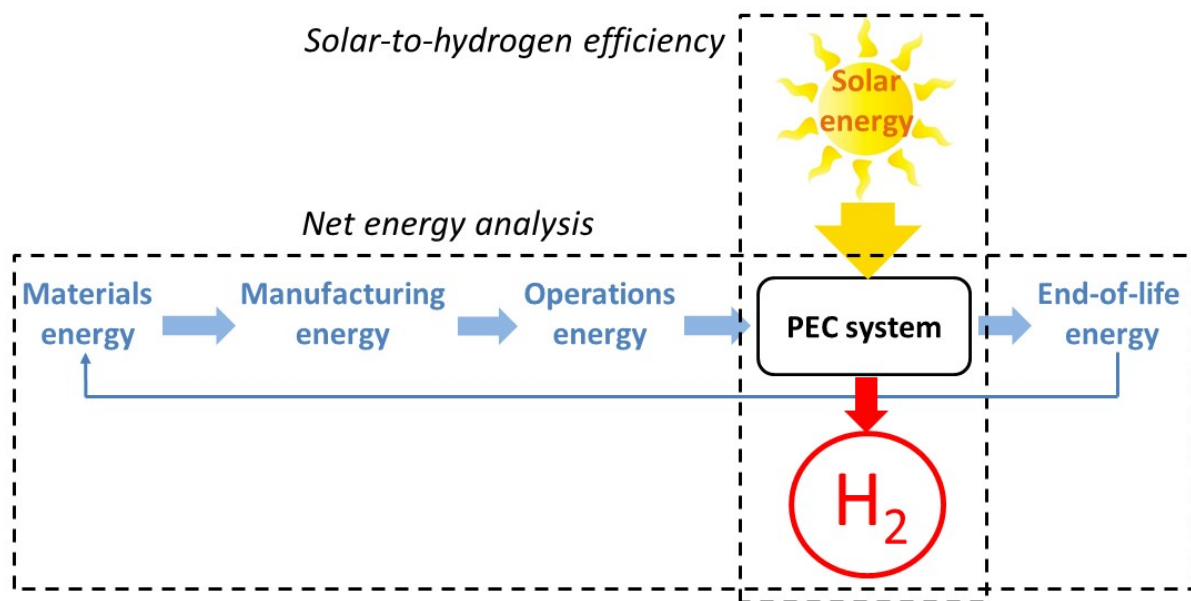 Solar-to-hydrogen efficiency
Solar
energy
Net energy analysis
Materials
energy
Manufacturing
energy
Operations
energy
PEC system
End-of-life
energy
H₂